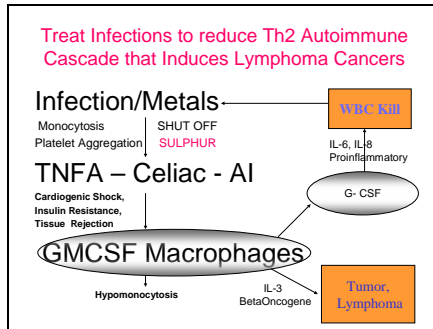 Treat Infections to reduce Th2 Autoimmune
Cascade that Induces Lymphoma Cancers
Infection/Metals
WBC Kill
Monocytosis
SHUT OFF
Platelet Aggregation
SULPHUR
IL-6, IL-8
Proinflammatory
TNFA – Celiac - AI
G- CSF
Cardiogenic Shock,
Insulin Resistance,
Tissue Rejection
GMCSF Macrophages
IL-3
BetaOncogene
Hypomonocytosis
Tumor,
Lymphoma